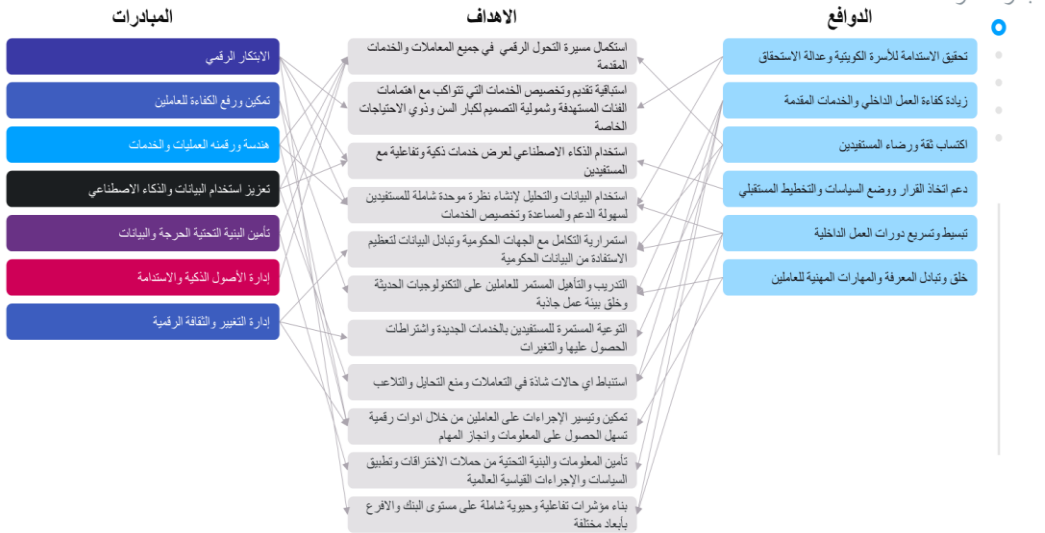 الدوافع
تحقيق الاستدامة للأسرة الكويتية وعدالة الاستحقاق
زيادة كفاءة العمل الداخلي والخدمات المقدمة
اكتساب ثقة ورضاء المستفيدين
دعم اتخاذ القرار ووضع السياسات والتخطيط المستقبلي
تبسيط وتسريع دورات العمل الداخلية
خلق وتبادل المعرفة والمهارات المهنية للعاملين
الاهداف
استكمال مسيرة التحول الرقمي في جميع المعاملات والخدمات
المقدمة
استباقية تقديم وتخصيص الخدمات التي تتواكب مع اهتمامات
الفئات المستهدفة وشمولية التصميم لكبار السن وذوي الاحتياجات
الخاصة
استخدام الذكاء الاصطناعي لعرض خدمات ذكية وتفاعلية مع
المستفيدين
استخدام البيانات والتحليل لإنشاء نظرة موحدة شاملة للمستفيدين
لسهولة الدعم والمساعدة وتخصيص الخدمات
استمرارية التكامل مع الجهات الحكومية وتبادل البيانات لتعظيم
الاستفادة من البيانات الحكومية
التدريب والتأهيل المستمر للعاملين على التكنولوجيات الحديثة
وخلق بيئة عمل جاذبة
التوعية المستمرة للمستفيدين بالخدمات الجديدة واشتراطات
الحصول عليها والتغيرات
استنباط اي حالات شاذة في التعاملات ومنع التحايل والتلاعب
تمكين وتيسير الإجراءات على العاملين من خلال ادوات رقمية
تسهل الحصول على المعلومات وانجاز المهام
تأمين المعلومات والبنية التحتية من حملات الاختراقات وتطبيق
السياسات والإجراءات القياسية العالمية
بناء مؤشرات تفاعلية وحيوية شاملة على مستوى البنك والافرع
بأبعاد مختلفة
المبادرات
الابتكار الرقمي
تمكين ورفع الكفاءة للعاملين
هندسة ورقمنه العمليات والخدمات
تعزيز استخدام البيانات والذكاء الاصطناعي
تأمين البنية التحتية الحرجة والبيانات
إدارة الأصول الذكية والاستدامة
إدارة التغيير والثقافة الرقمية